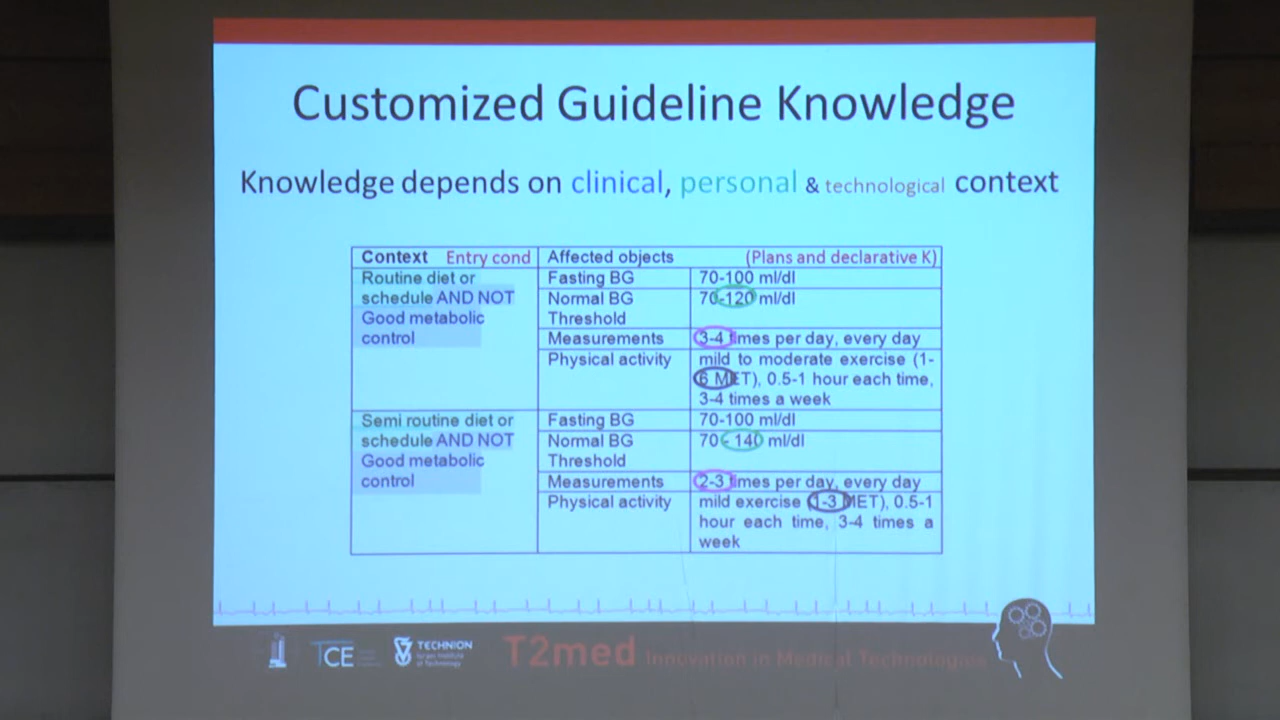 Customized Guideline Knowledge
Knowledge depends on clinical, personal & technological context
Context Entry cond Affected objects (Plans and declarative K)
Routine diet or
schedule AND NOT
Good metabolic
control
Fasting BG 70-100 ml/dl
Normal BG 70-120 ml/dl
Threshold
Measurements 3-4 times per day, every day
Physical activity mild to moderate exercise (1-
6 MET), 0.5-1 hour each time,
3-4 times a week
Semi routine diet or
schedule AND NOT
Good metabolic
control
Fasting BG 70-100 ml/dl
Normal BG 70 - 140 ml/dl
Threshold
Measurements 2-3 times per day, every day
Physical activity mild exercise (1-3 MET), 0.5-1
hour each time, 3-4 times a
week
TCE
TECHNION
Israel Institute
of Technology
T2med Innovation in Medical Technologies